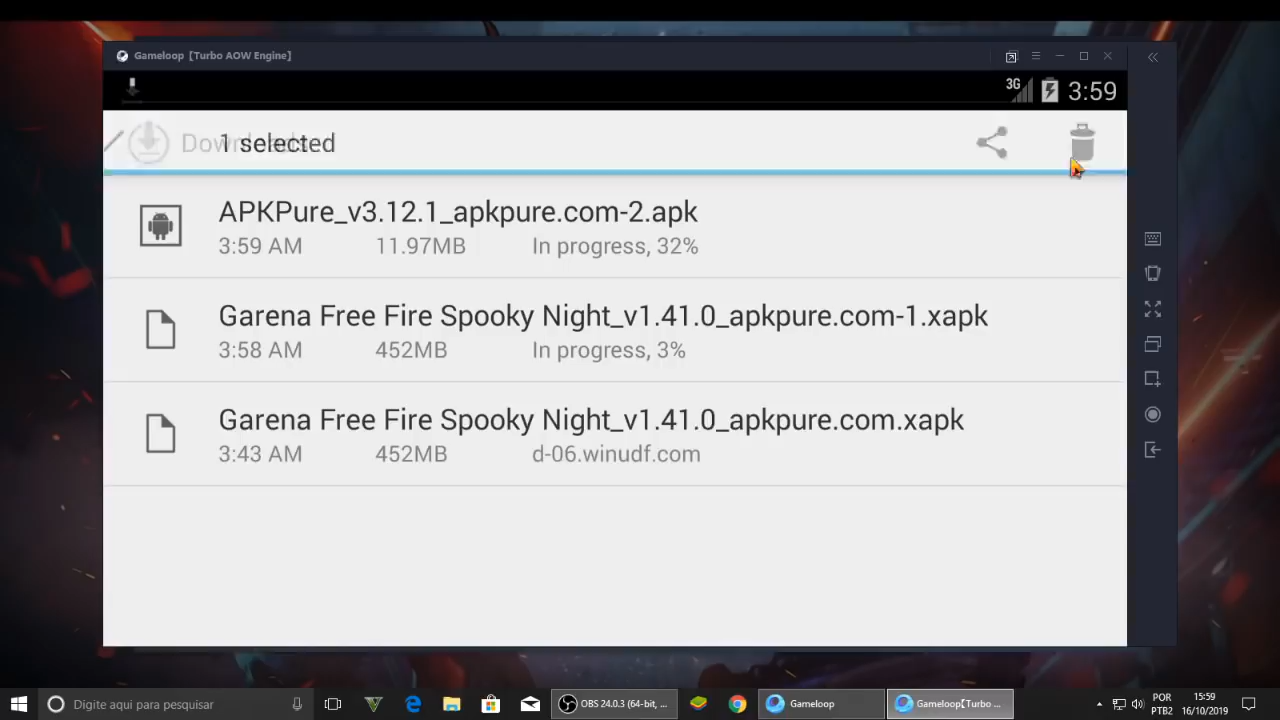 Gameloop【Turbo AOW Engine】
3G 3:59
1 selected
APKPure_v3.12.1_apkpure.com-2.apk
3:59 AM 11.97MB In progress, 32%
Garena Free Fire Spooky Night_v1.41.0_apkpure.com-1.xapk
3:58 AM 452MB In progress, 3%
Garena Free Fire Spooky Night_v1.41.0_apkpure.com.xapk
3:43 AM 452MB d-06.winudf.com
Digite aqui para pesquisar
OBS 24.0.3 (64-bit, ...
Gameloop
Gameloop【Turbo ...
POR 15:59
PTB2 16/10/2019